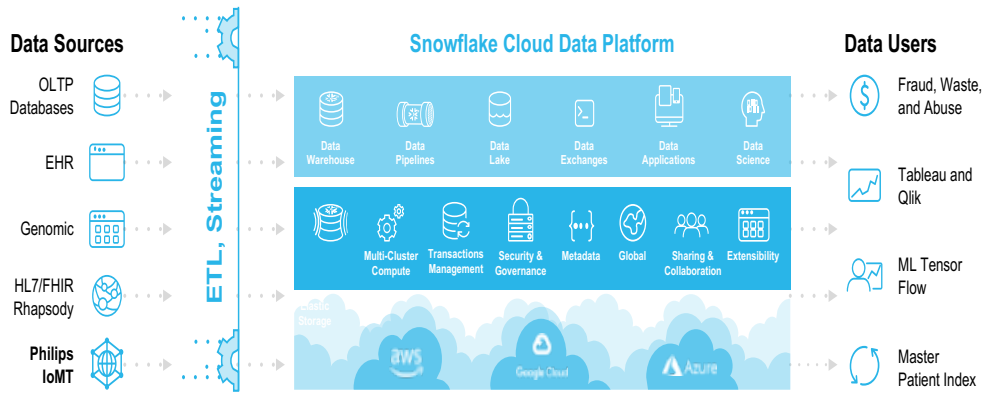 Data Sources
OLTP
Databases
EHR
Genomic
HL7/FHIR
Rhapsody
Philips
IoMT
ETL, Streaming
Snowflake Cloud Data Platform
Data
Warehouse
Data
Pipelines
Data
Lake
Data
Exchanges
Data
Applications
Data
Science
Multi-Cluster
Compute
Transactions
Management
Security &
Governance
Metadata
Global
Sharing &
Collaboration
Extensibility
Elastic
Storage
aws
Google Cloud
Azure
Data Users
Fraud, Waste,
and Abuse
Tableau and
Qlik
ML Tensor
Flow
Master
Patient Index